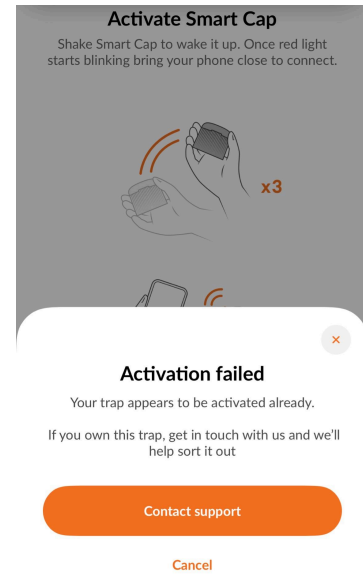 Activate Smart Cap
Shake Smart Cap to wake it up. Once red light
starts blinking bring your phone close to connect.
x3
×
Activation failed
Your trap appears to be activated already.
If you own this trap, get in touch with us and we'll
help sort it out
Contact support
Cancel